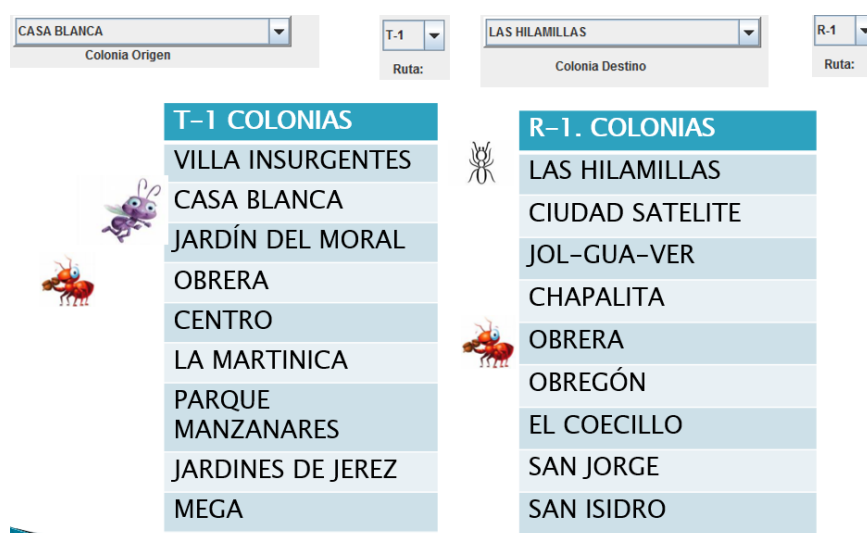 CASA BLANCA
Colonia Origen
T-1
Ruta:
LAS HILAMILLAS
Colonia Destino
R-1
Ruta:
T-1 COLONIAS
VILLA INSURGENTES
CASA BLANCA
JARDÍN DEL MORAL
OBRERA
CENTRO
LA MARTINICA
PARQUE
MANZANARES
JARDINES DE JEREZ
MEGA
R-1. COLONIAS
LAS HILAMILLAS
CIUDAD SATELITE
JOL-GUA-VER
CHAPALITA
OBRERA
OBREGÓN
EL COECILLO
SAN JORGE
SAN ISIDRO